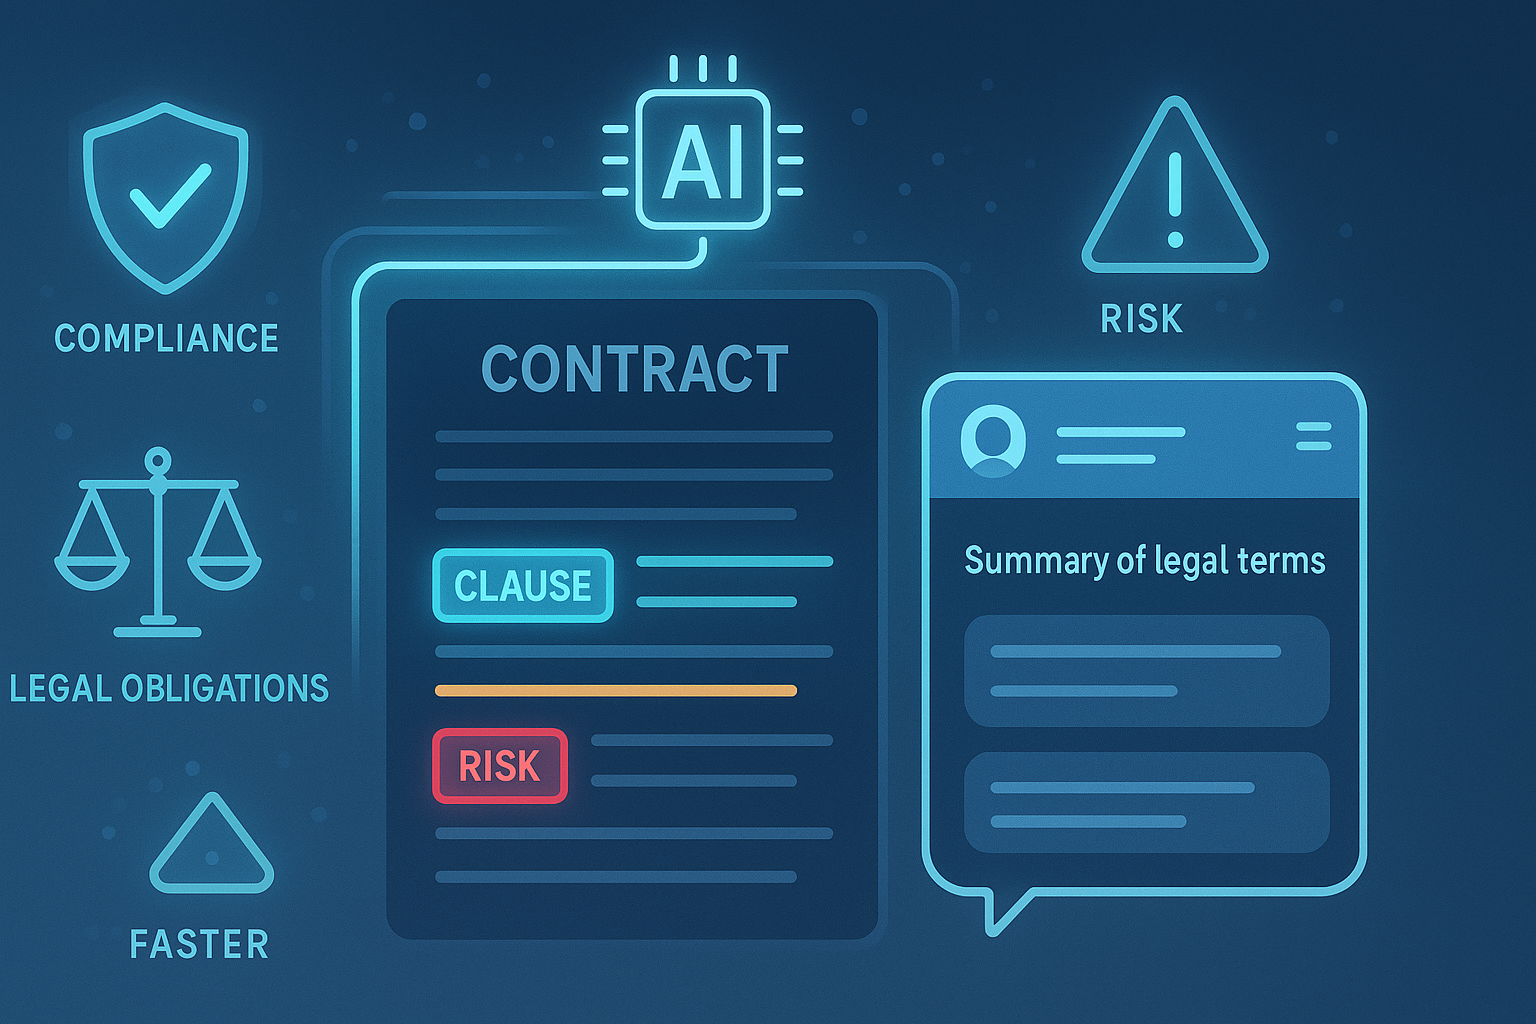 AI
COMPLIANCE
RISK
CONTRACT
CLAUSE
RISK
Summary of legal terms
LEGAL OBLIGATIONS
FASTER